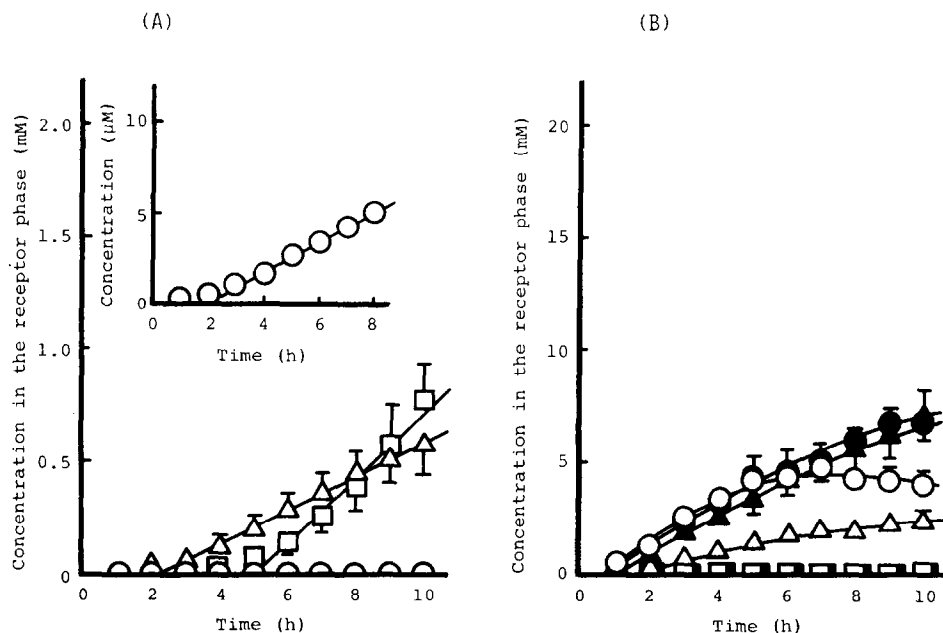 (A)
(B)
Concentration in the receptor phase (mM)
2.0
1.5
1.0
0.5
0
0 2 4 6 8 10
Time (h)
Concentration (µM)
10
5
0
0 2 4 6 8
Time (h)
Concentration in the receptor phase (mM)
20
15
10
5
0
0 2 4 6 8 10
Time (h)